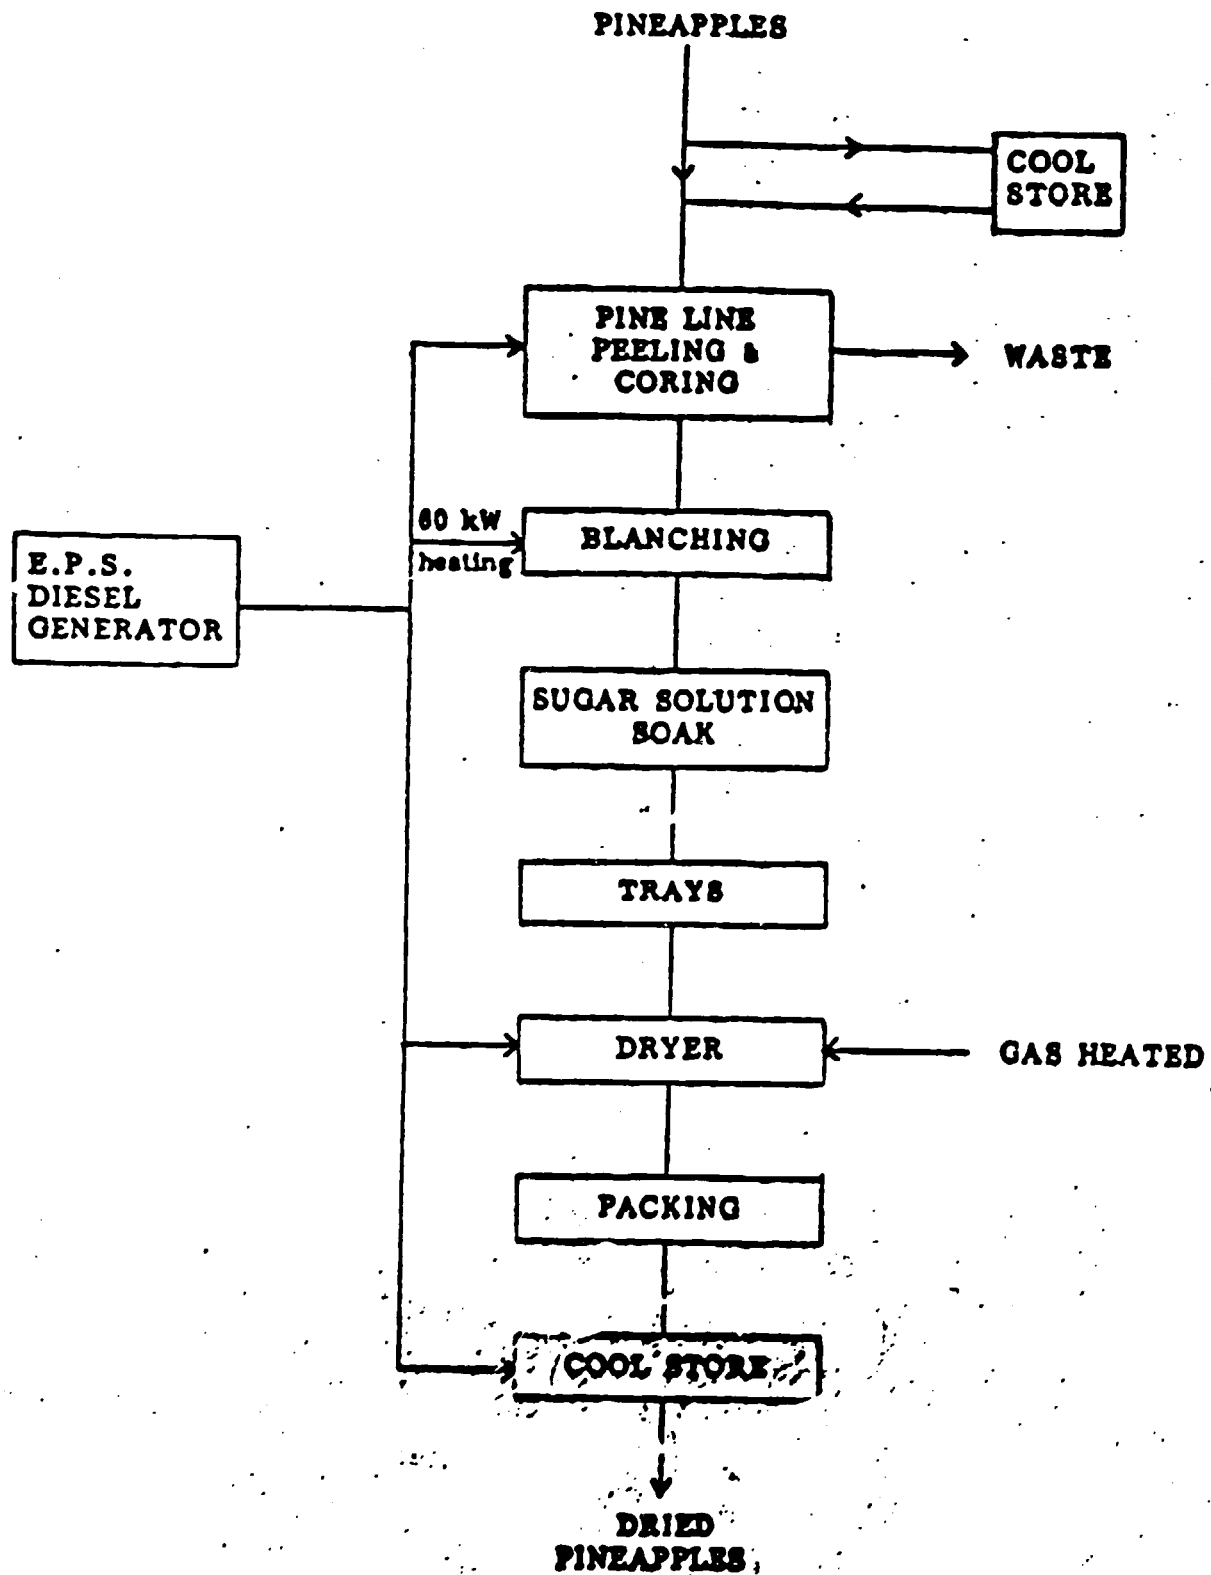 PINEAPPLES
COOL
STORE
PINE LINE
PEELING &
CORING
WASTE
60 kW
heating
BLANCHING
E.P.S.
DIESEL
GENERATOR
SUGAR SOLUTION
SOAK
TRAYS
DRYER
GAS HEATED
PACKING
COOL STORE
DRIED
PINEAPPLES